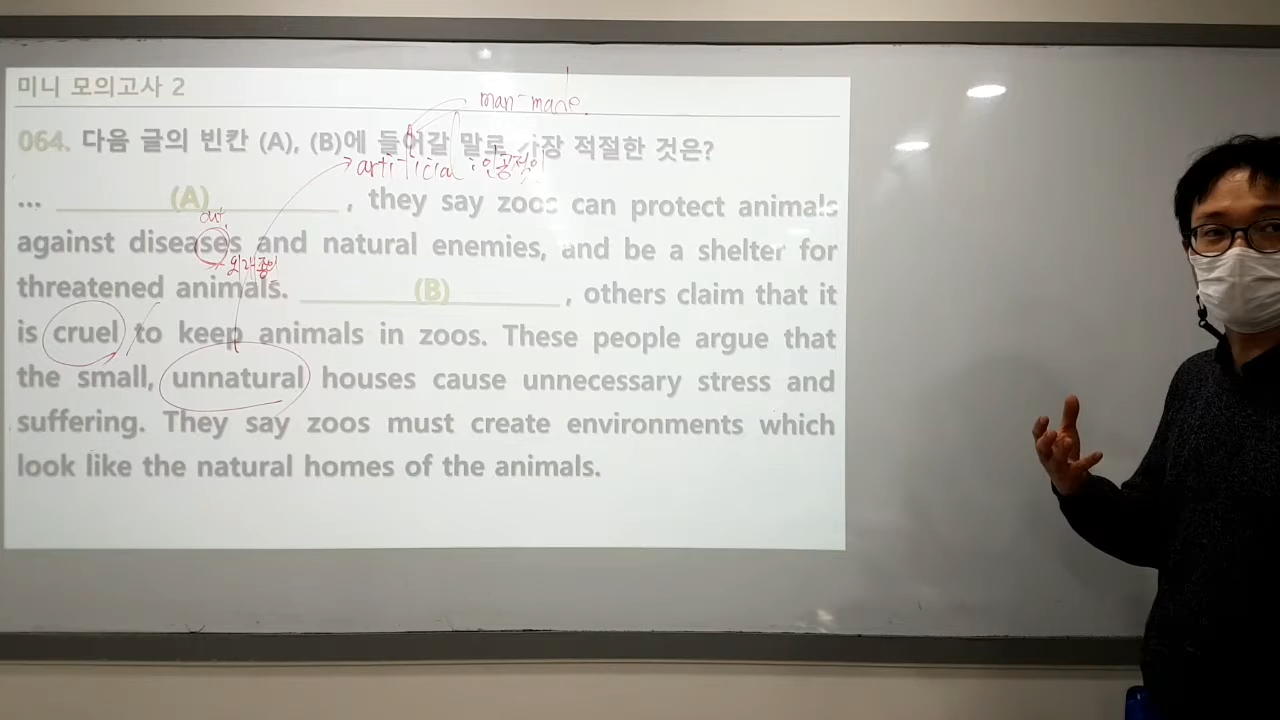 미니 모의고사 2
man-made.
064. 다음 글의 빈칸 (A), (B)에 들어갈 말로 가장 적절한 것은?
artificial : 인공적인
... (A) , they say zoos can protect animals
out.
against diseases and natural enemies, and be a shelter for
threatened animals. (B) , others claim that it
is cruel to keep animals in zoos. These people argue that
the small, unnatural houses cause unnecessary stress and
suffering. They say zoos must create environments which
look like the natural homes of the animals.